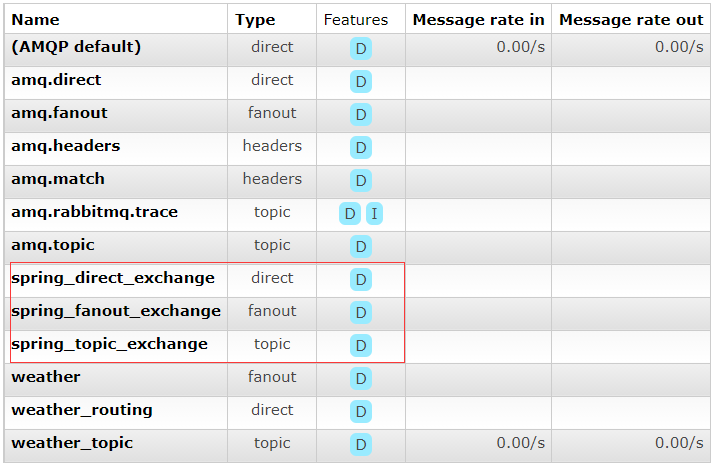 Name Type Features Message rate in Message rate out
(AMQP default) direct D 0.00/s 0.00/s
amq.direct direct D
amq.fanout fanout D
amq.headers headers D
amq.match headers D
amq.rabbitmq.trace topic D I
amq.topic topic D
spring_direct_exchange direct D
spring_fanout_exchange fanout D
spring_topic_exchange topic D
weather fanout D
weather_routing direct D
weather_topic topic D 0.00/s 0.00/s